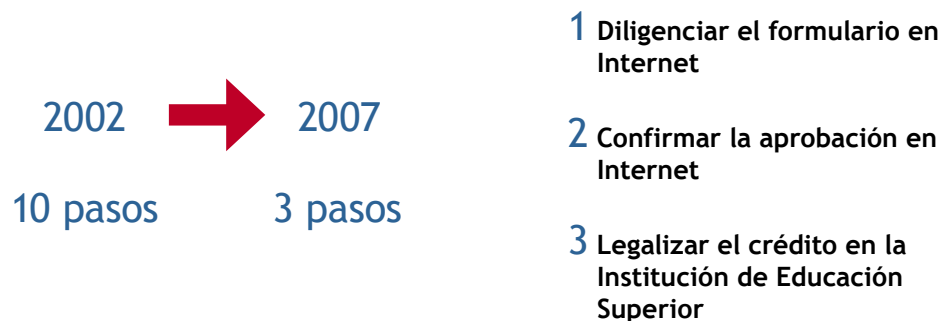 2002
2007
10 pasos
3 pasos
1 Diligenciar el formulario en
Internet
2 Confirmar la aprobación en
Internet
3 Legalizar el crédito en la
Institución de Educación
Superior